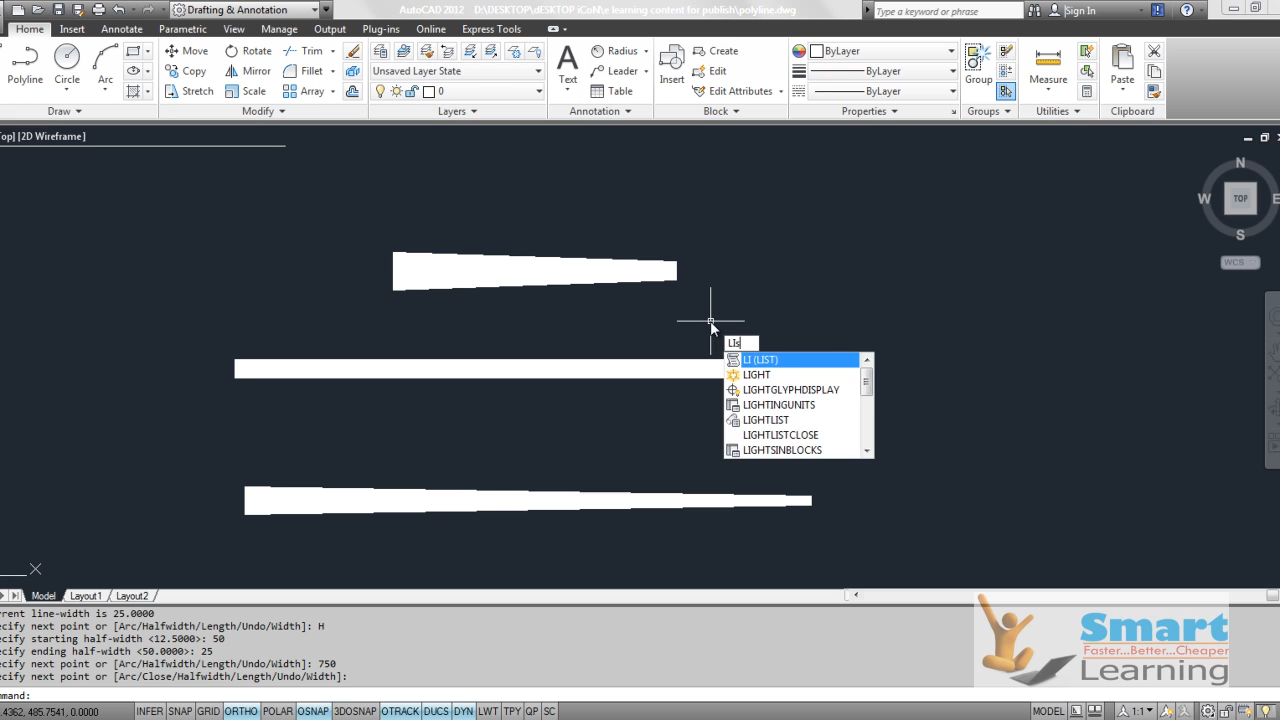 Drafting & Annotation
AutoCAD 2012 D:\DESKTOP\dESKTOP iCoN\e learning content for publish\polyline.dwg
Type a keyword or phrase
Sign In
Home
Insert
Annotate
Parametric
View
Manage
Output
Plug-ins
Online
Express Tools
Polyline
Circle
Arc
Draw
Move
Rotate
Trim
Copy
Mirror
Fillet
Stretch
Scale
Array
Modify
Unsaved Layer State
0
Layers
Text
Radius
Leader
Table
Annotation
Insert
Create
Edit
Edit Attributes
Block
ByLayer
ByLayer
ByLayer
Properties
Group
Groups
Measure
Utilities
Paste
Clipboard
op] [2D Wireframe]
N
W
TOP
E
S
WCS
LIs
LI (LIST)
LIGHT
LIGHTGLYPHDISPLAY
LIGHTINGUNITS
LIGHTLIST
LIGHTLISTCLOSE
LIGHTSINBLOCKS
Model
Layout1
Layout2
rrent line-width is 25.0000
ecify next point or [Arc/Halfwidth/Length/Undo/Width]: H
ecify starting half-width <12.5000>: 50
ecify ending half-width <50.0000>: 25
ecify next point or [Arc/Halfwidth/Length/Undo/Width]: 750
ecify next point or [Arc/Close/Halfwidth/Length/Undo/Width]:
ommand:
Smart
Faster...Better...Cheaper
Learning
.4362, 485.7541, 0.0000
INFER SNAP GRID ORTHO POLAR OSNAP 3DOSNAP OTRACK DUCS DYN LWT TPY QP SC
MODEL
1:1